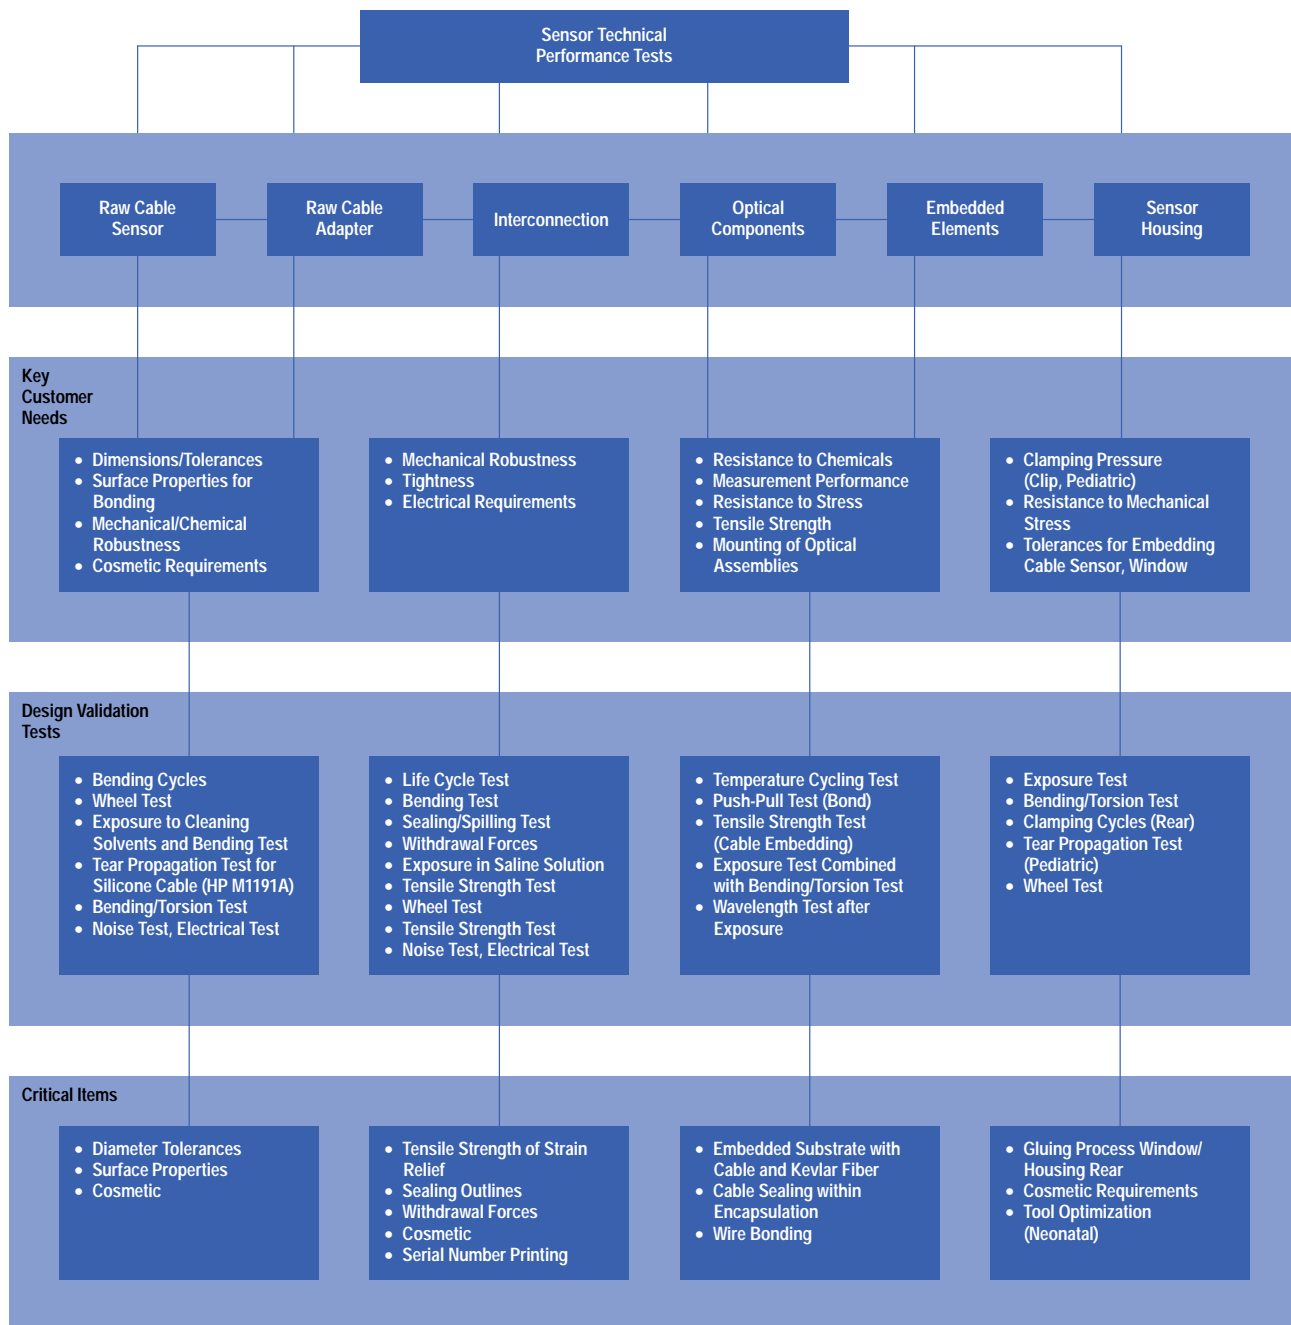 Sensor Technical
Performance Tests
Raw Cable
Sensor
Raw Cable
Adapter
Interconnection
Optical
Components
Embedded
Elements
Sensor
Housing
Key
Customer
Needs
• Dimensions/Tolerances
• Surface Properties for
Bonding
• Mechanical/Chemical
Robustness
• Cosmetic Requirements
• Mechanical Robustness
• Tightness
• Electrical Requirements
• Resistance to Chemicals
• Measurement Performance
• Resistance to Stress
• Tensile Strength
• Mounting of Optical
Assemblies
• Clamping Pressure
(Clip, Pediatric)
• Resistance to Mechanical
Stress
• Tolerances for Embedding
Cable Sensor, Window
Design Validation
Tests
• Bending Cycles
• Wheel Test
• Exposure to Cleaning
Solvents and Bending Test
• Tear Propagation Test for
Silicone Cable (HP M1191A)
• Bending/Torsion Test
• Noise Test, Electrical Test
• Life Cycle Test
• Bending Test
• Sealing/Spilling Test
• Withdrawal Forces
• Exposure in Saline Solution
• Tensile Strength Test
• Wheel Test
• Tensile Strength Test
• Noise Test, Electrical Test
• Temperature Cycling Test
• Push-Pull Test (Bond)
• Tensile Strength Test
(Cable Embedding)
• Exposure Test Combined
with Bending/Torsion Test
• Wavelength Test after
Exposure
• Exposure Test
• Bending/Torsion Test
• Clamping Cycles (Rear)
• Tear Propagation Test
(Pediatric)
• Wheel Test
Critical Items
• Diameter Tolerances
• Surface Properties
• Cosmetic
• Tensile Strength of Strain
Relief
• Sealing Outlines
• Withdrawal Forces
• Cosmetic
• Serial Number Printing
• Embedded Substrate with
Cable and Kevlar Fiber
• Cable Sealing within
Encapsulation
• Wire Bonding
• Gluing Process Window/
Housing Rear
• Cosmetic Requirements
• Tool Optimization
(Neonatal)